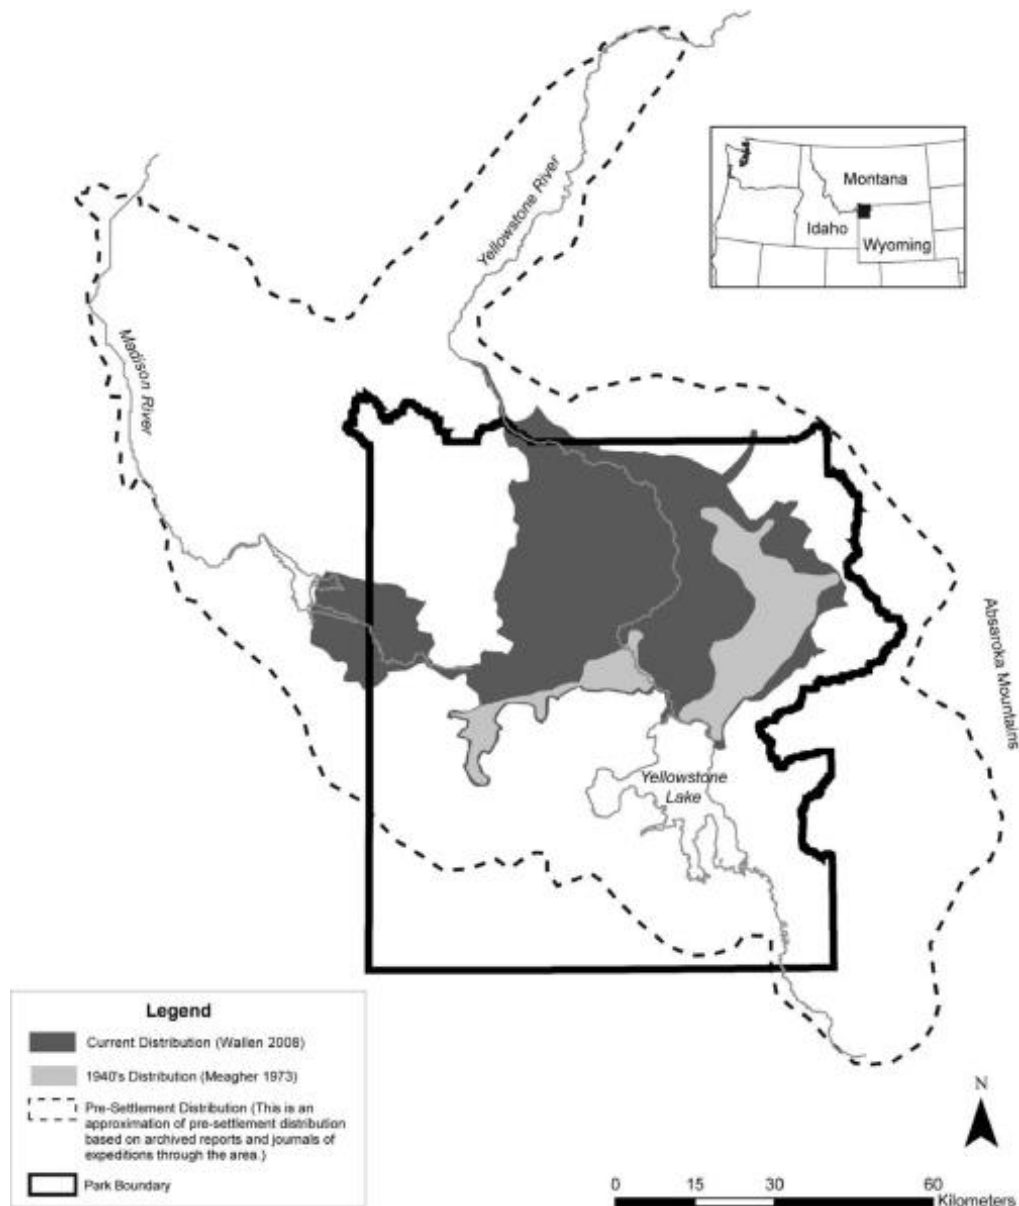 Yellowstone River
Montana
Idaho
Wyoming
Madison River
Absaroka Mountains
Yellowstone
Lake
Legend
Current Distribution (Wallen 2008)
1940's Distribution (Meagher 1973)
Pre-Settlement Distribution (This is an
approximation of pre-settlement distribution
based on archived reports and journals of
expeditions through the area.)
Park Boundary
N
0 15 30 60
Kilometers